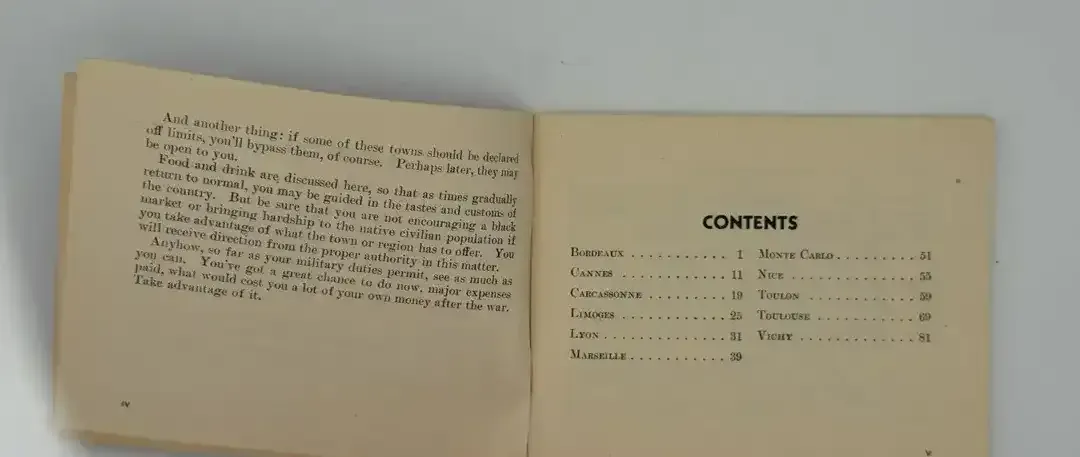 And another thing: if some of these towns should be declared
off limits, you'll bypass them, of course. Perhaps later, they may
be open to you.
Food and drink are discussed here, so that as times gradually
return to normal, you may be guided in the tastes and customs of
the country. But be sure that you are not encouraging a black
market or bringing hardship to the native civilian population if
you take advantage of what the town or region has to offer. You
will receive direction from the proper authority in this matter.
Anyhow, so far as your military duties permit, see as much as
you can. You've got a great chance to do now, major expenses
paid, what would cost you a lot of your own money after the war.
Take advantage of it.
IV
CONTENTS
BORDEAUX . . . . . . . . . . . 1
CANNES . . . . . . . . . . . 11
CARCASSONNE . . . . . . . . . 19
LIMOGES . . . . . . . . . . . 25
LYON . . . . . . . . . . . . . 31
MARSEILLE . . . . . . . . . . . 39
MONTE CARLO . . . . . . . . . 51
NICE . . . . . . . . . . . . . 55
TOULON . . . . . . . . . . . 59
TOULOUSE . . . . . . . . . . . 69
VICHY . . . . . . . . . . . . . 81
V